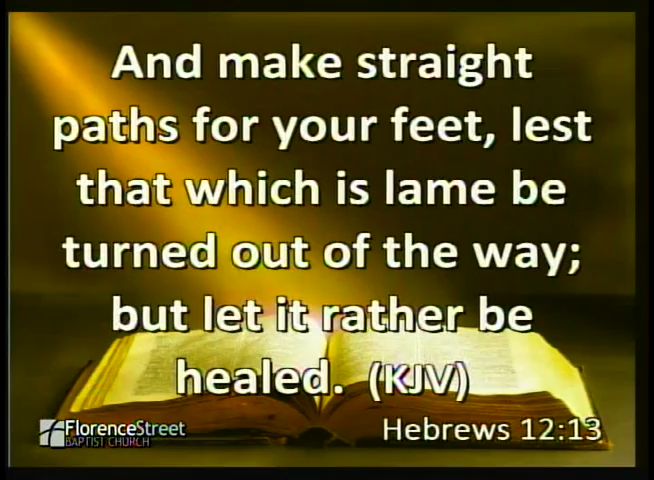 And make straight
paths for your feet, lest
that which is lame be
turned out of the way;
but let it rather be
healed. (KJV)
FlorenceStreet
BAPTIST CHURCH
Hebrews 12:13